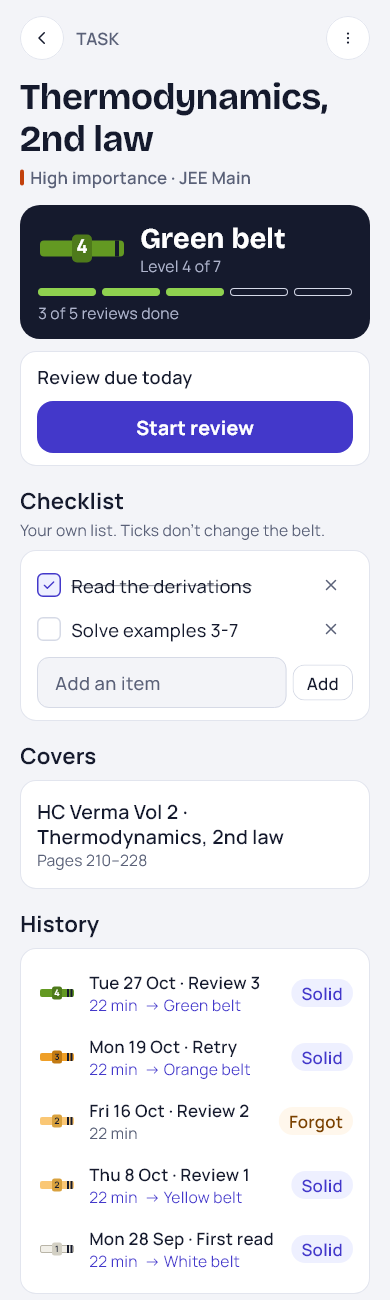 TASK
Thermodynamics,
2nd law
High importance · JEE Main
4
Green belt
Level 4 of 7
3 of 5 reviews done
Review due today
Start review
Checklist
Your own list. Ticks don't change the belt.
Read the derivations
Solve examples 3-7
Add an item
Add
Covers
HC Verma Vol 2 ·
Thermodynamics, 2nd law
Pages 210–228
History
4
Tue 27 Oct · Review 3
22 min → Green belt
Solid
3
Mon 19 Oct · Retry
22 min → Orange belt
Solid
2
Fri 16 Oct · Review 2
22 min
Forgot
2
Thu 8 Oct · Review 1
22 min → Yellow belt
Solid
1
Mon 28 Sep · First read
22 min → White belt
Solid